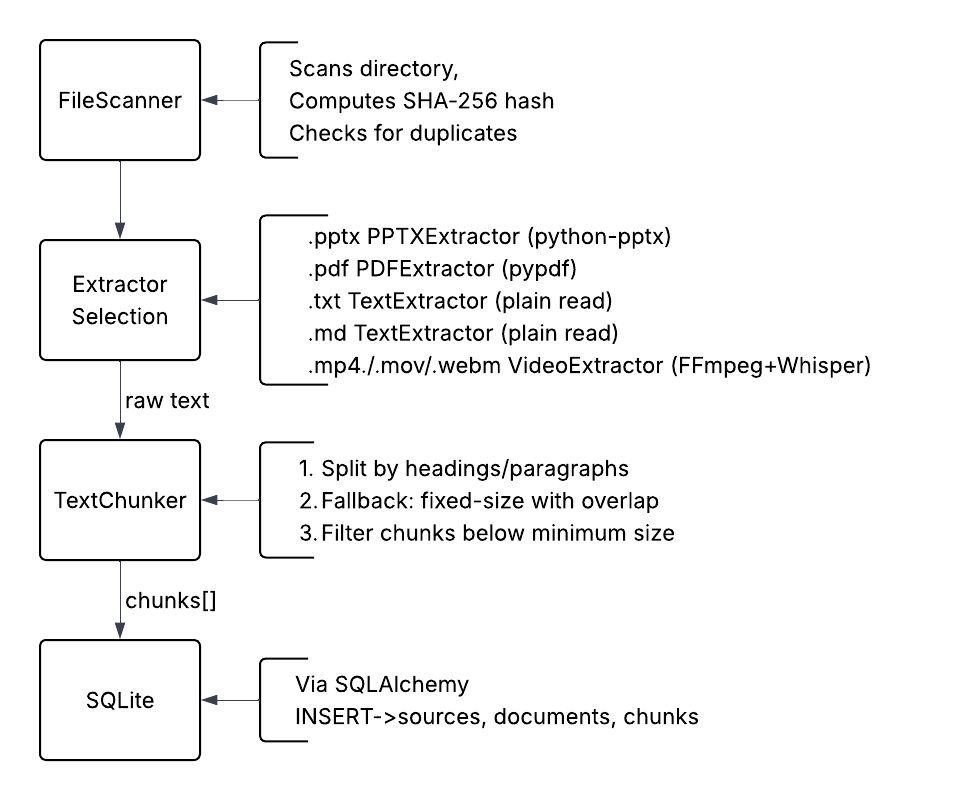 FileScanner
Scans directory,
Computes SHA-256 hash
Checks for duplicates
Extractor
Selection
.pptx PPTXExtractor (python-pptx)
.pdf PDFExtractor (pypdf)
.txt TextExtractor (plain read)
.md TextExtractor (plain read)
.mp4./.mov/.webm VideoExtractor (FFmpeg+Whisper)
raw text
TextChunker
1. Split by headings/paragraphs
2. Fallback: fixed-size with overlap
3. Filter chunks below minimum size
chunks[]
SQLite
Via SQLAlchemy
INSERT->sources, documents, chunks